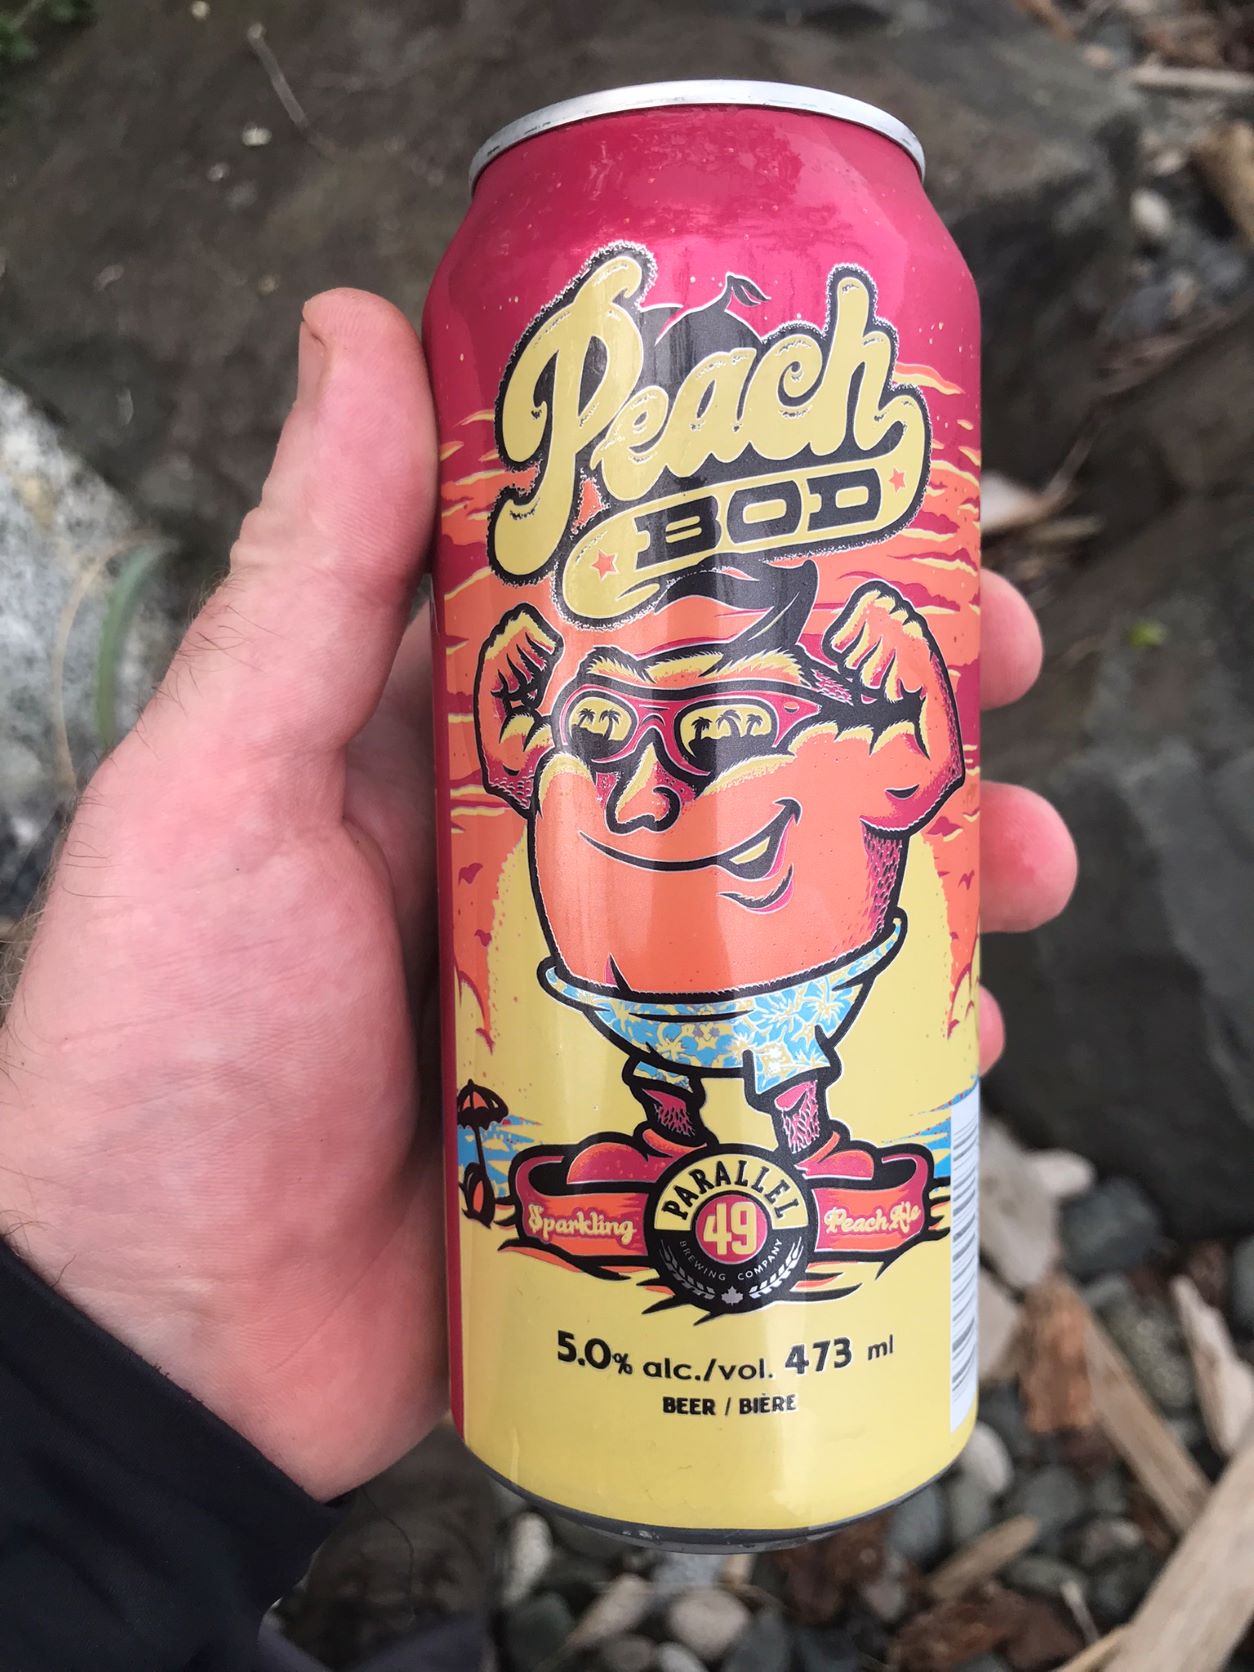 Peach
BOD
PARALLEL
49
BREWING COMPANY
Sparkling
Peach Ale
5.0% alc./vol. 473 ml
BEER / BIÈRE